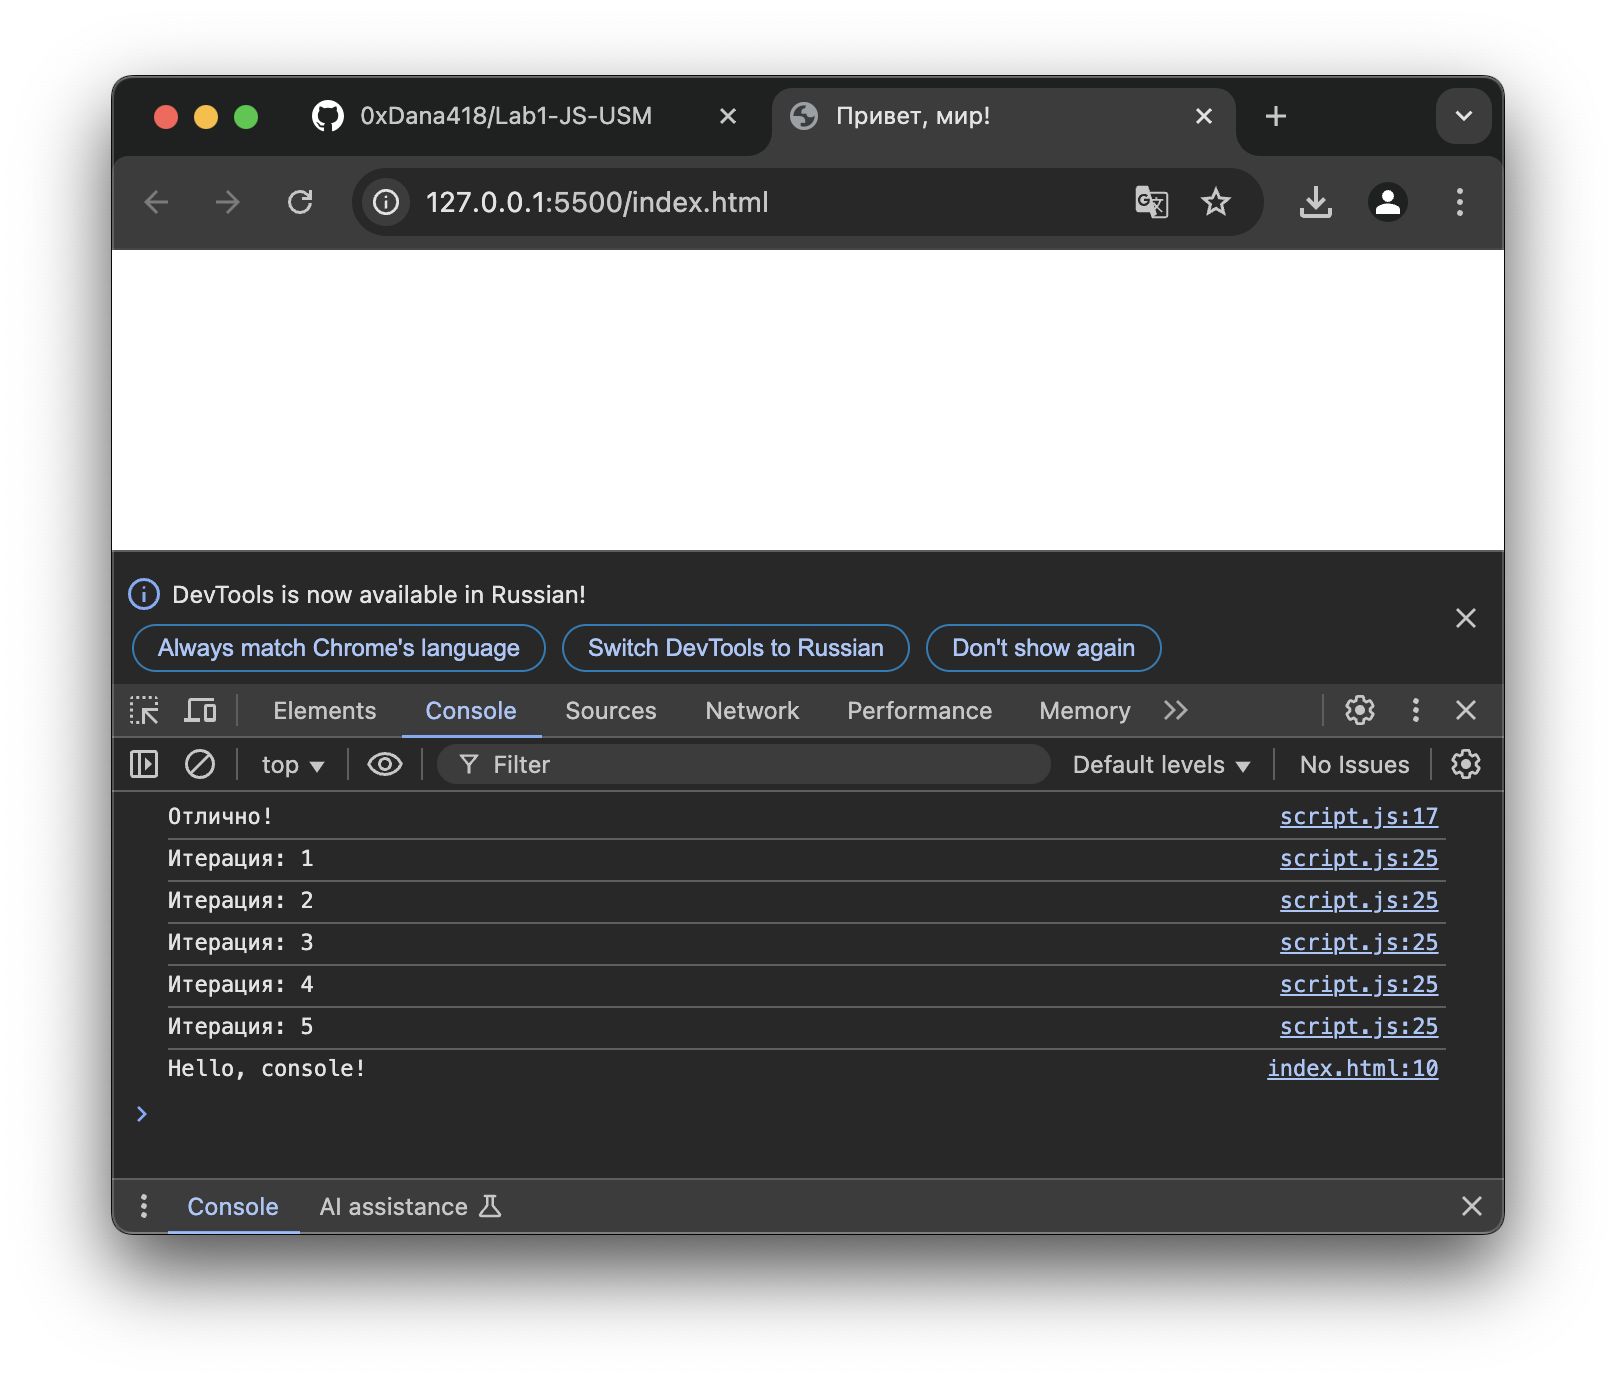 0xDana418/Lab1-JS-USM
Привет, мир!
127.0.0.1:5500/index.html
DevTools is now available in Russian!
Always match Chrome's language Switch DevTools to Russian Don't show again
Elements Console Sources Network Performance Memory
top Filter Default levels No Issues
Отлично! script.js:17
Итерация: 1 script.js:25
Итерация: 2 script.js:25
Итерация: 3 script.js:25
Итерация: 4 script.js:25
Итерация: 5 script.js:25
Hello, console! index.html:10
Console AI assistance